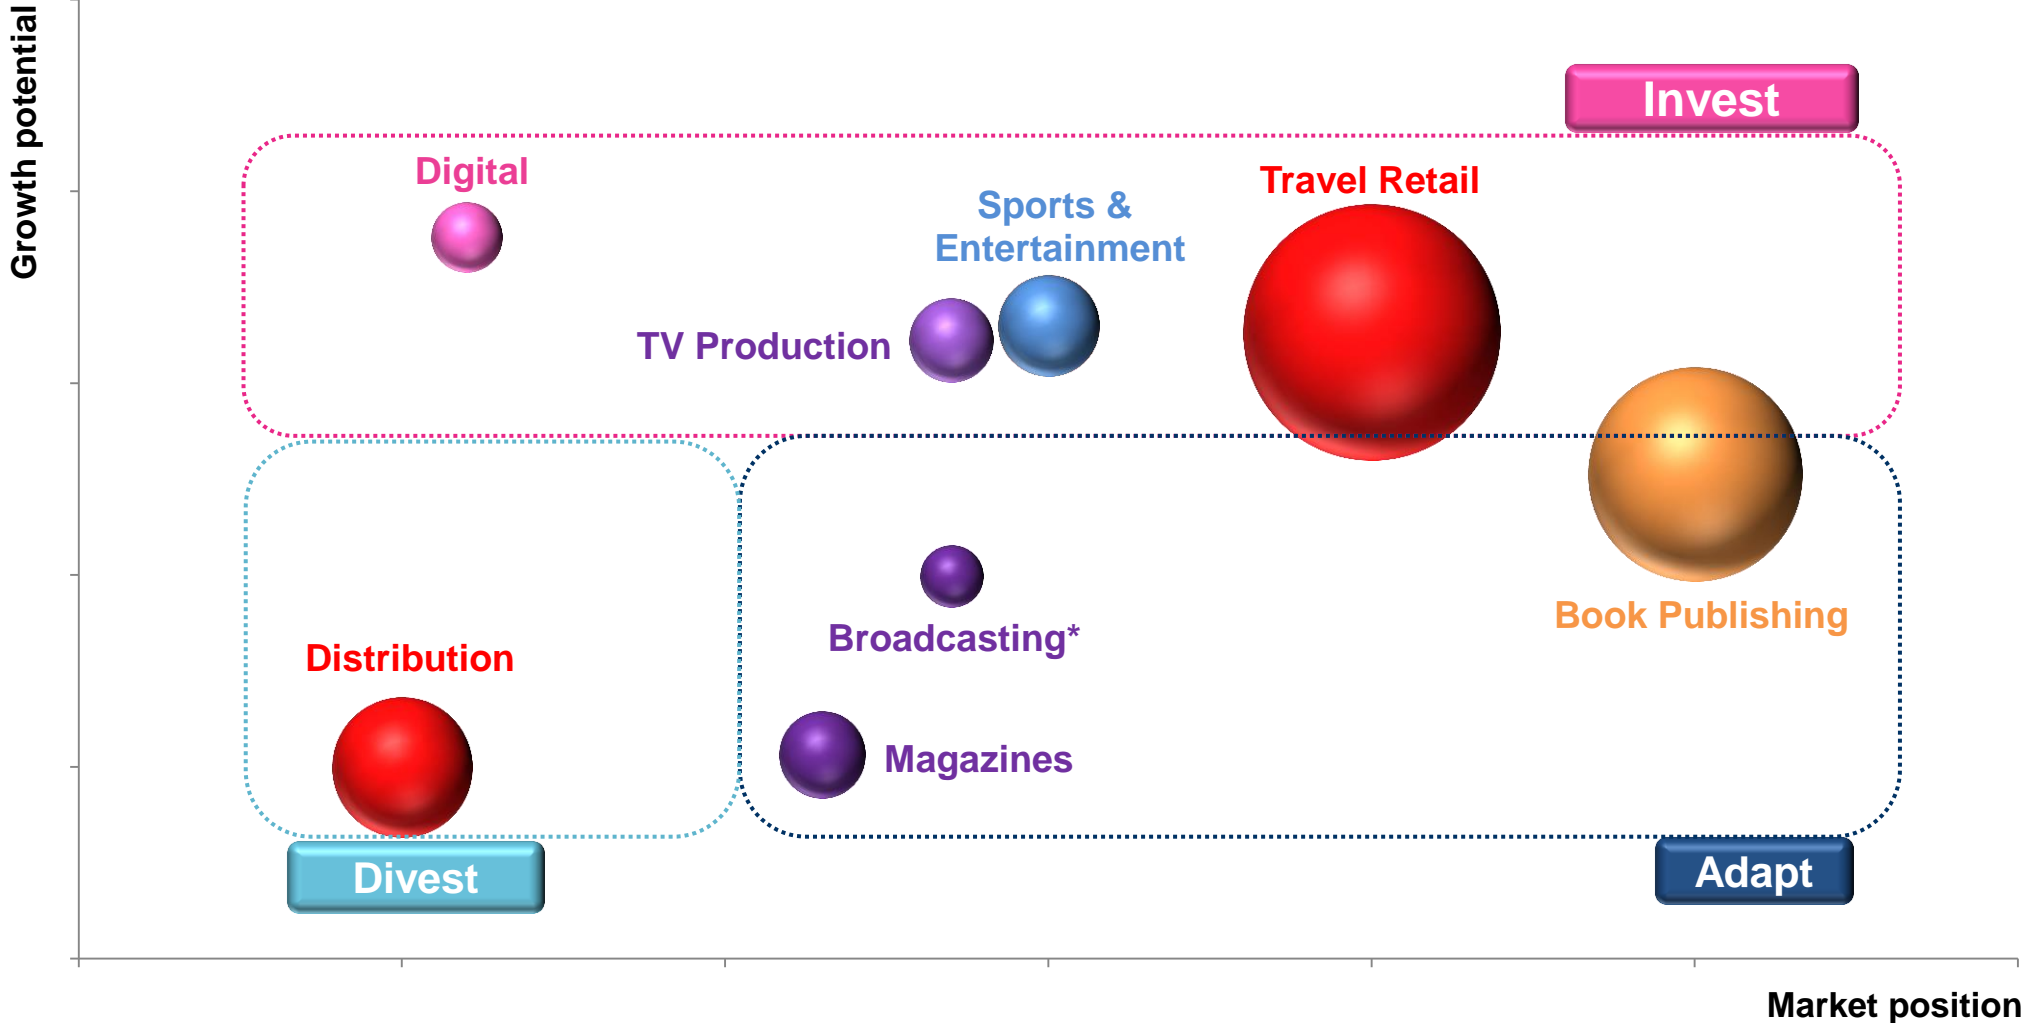 Growth potential
Invest
Digital
Travel Retail
Sports &
Entertainment
TV Production
Broadcasting*
Book Publishing
Distribution
Magazines
Divest
Adapt
Market position